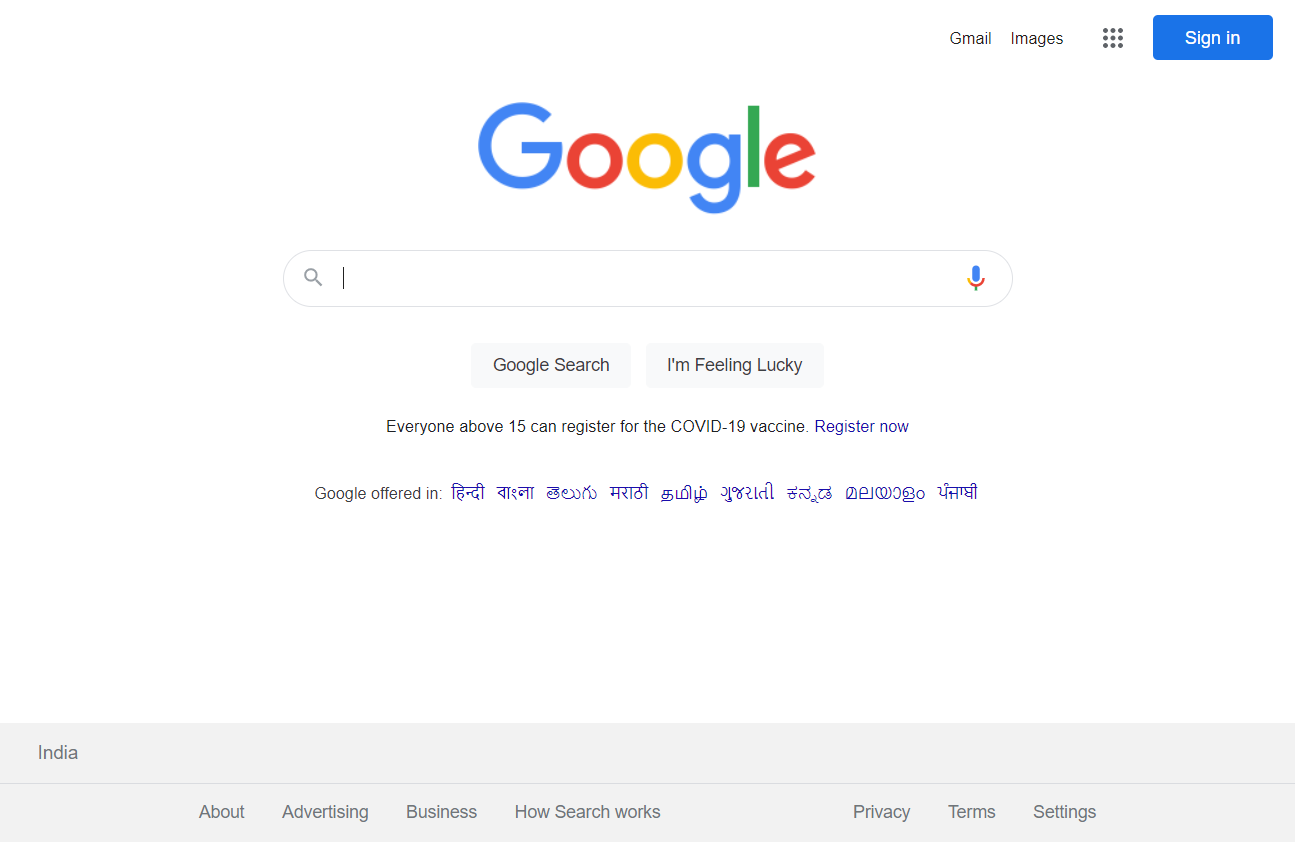 Gmail Images Sign in
Google
Google Search I'm Feeling Lucky
Everyone above 15 can register for the COVID-19 vaccine. Register now
Google offered in: हिन्दी বাংলা తెలుగు मराठी தமிழ் ગુજરાતી ಕನ್ನಡ മലയാളം ਪੰਜਾਬੀ
India
About Advertising Business How Search works Privacy Terms Settings